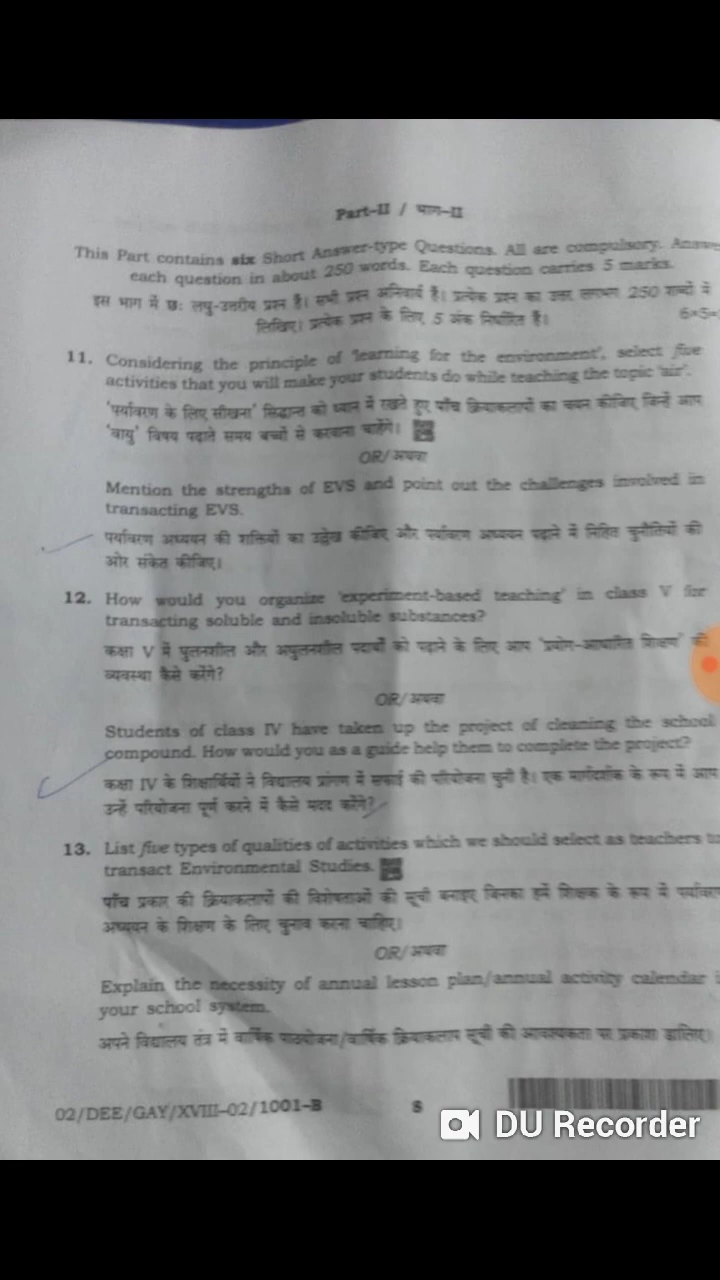 Part-II / भाग-II
This Part contains six Short Answer-type Questions. All are compulsory. Answe
each question in about 250 words. Each question carries 5 marks.
इस भाग में छः लघु-उत्तरीय प्रश्न हैं। सभी प्रश्न अनिवार्य हैं। प्रत्येक प्रश्न का उत्तर लगभग 250 शब्दों में
लिखिए। प्रत्येक प्रश्न के लिए 5 अंक निर्धारित हैं। 6×5=
11. Considering the principle of 'learning for the environment', select five
activities that you will make your students do while teaching the topic 'air'.
'पर्यावरण के लिए सीखना' सिद्धान्त को ध्यान में रखते हुए पाँच क्रियाकलापों का चयन कीजिए जिन्हें आप
'वायु' विषय पढ़ाते समय बच्चों से करवाना चाहेंगे।
OR/अथवा
Mention the strengths of EVS and point out the challenges involved in
transacting EVS.
पर्यावरण अध्ययन की शक्तियों का उल्लेख कीजिए और पर्यावरण अध्ययन पढ़ाने में निहित चुनौतियों की
ओर संकेत कीजिए।
12. How would you organize 'experiment-based teaching' in class V for
transacting soluble and insoluble substances?
कक्षा V में घुलनशील और अघुलनशील पदार्थों को पढ़ाने के लिए आप 'प्रयोग-आधारित शिक्षण' की
व्यवस्था कैसे करेंगे?
OR/अथवा
Students of class IV have taken up the project of cleaning the school
compound. How would you as a guide help them to complete the project?
कक्षा IV के शिक्षार्थियों ने विद्यालय प्रांगण में सफाई की परियोजना चुनी है। एक मार्गदर्शक के रूप में आप
उन्हें परियोजना पूर्ण करने में कैसे मदद करेंगे?
13. List five types of qualities of activities which we should select as teachers to
transact Environmental Studies.
पाँच प्रकार की क्रियाकलापों की विशेषताओं की सूची बनाइए जिनका हमें शिक्षक के रूप में पर्यावरण
अध्ययन के शिक्षण के लिए चुनाव करना चाहिए।
OR/अथवा
Explain the necessity of annual lesson plan/annual activity calendar i
your school system.
अपने विद्यालय तंत्र में वार्षिक पाठयोजना/वार्षिक क्रियाकलाप सूची की आवश्यकता पर प्रकाश डालिए।
02/DEE/GAY/XVIII-02/1001-B 8
DU Recorder